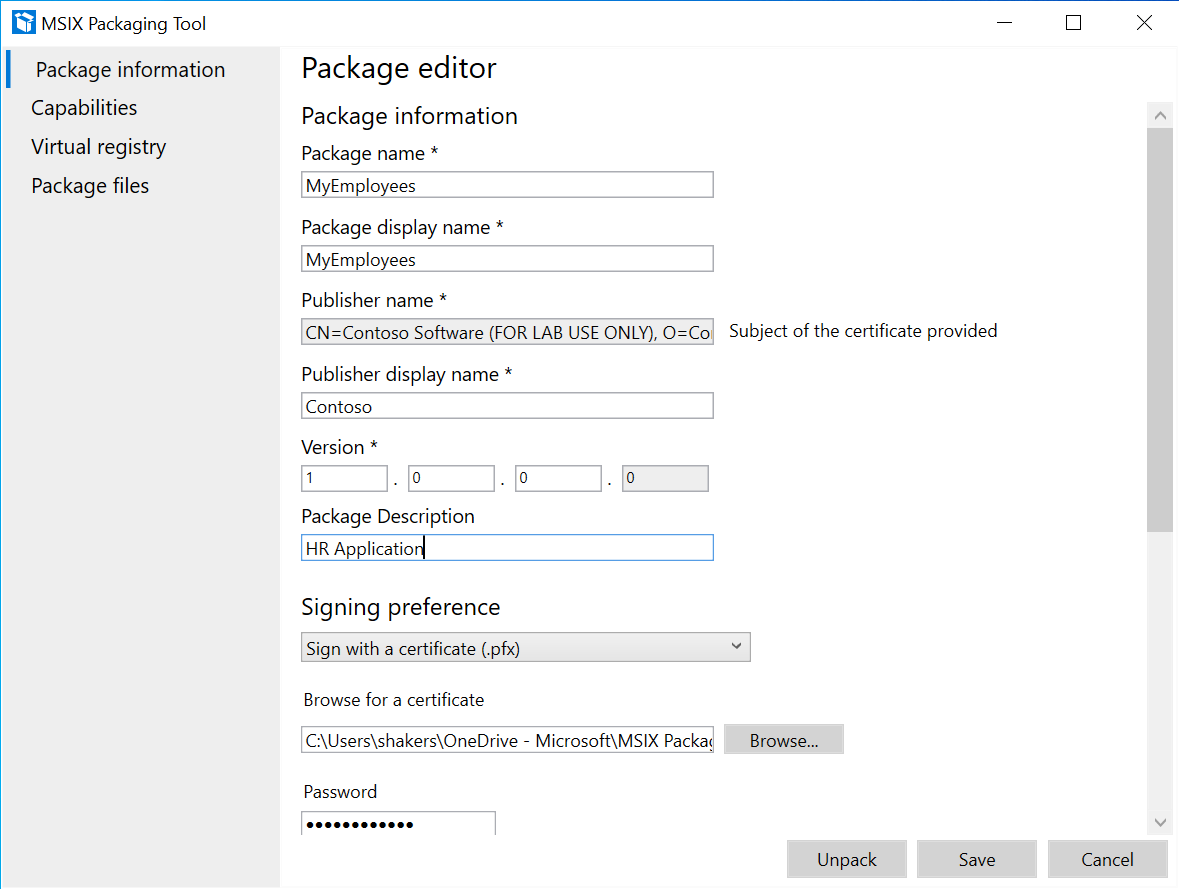 MSIX Packaging Tool
Package information
Capabilities
Virtual registry
Package files
Package editor
Package information
Package name *
MyEmployees
Package display name *
MyEmployees
Publisher name *
CN=Contoso Software (FOR LAB USE ONLY), O=Co Subject of the certificate provided
Publisher display name *
Contoso
Version *
1 . 0 . 0 . 0
Package Description
HR Application
Signing preference
Sign with a certificate (.pfx)
Browse for a certificate
C:\Users\shakers\OneDrive - Microsoft\MSIX Packag Browse...
Password
••••••••••••
Unpack Save Cancel